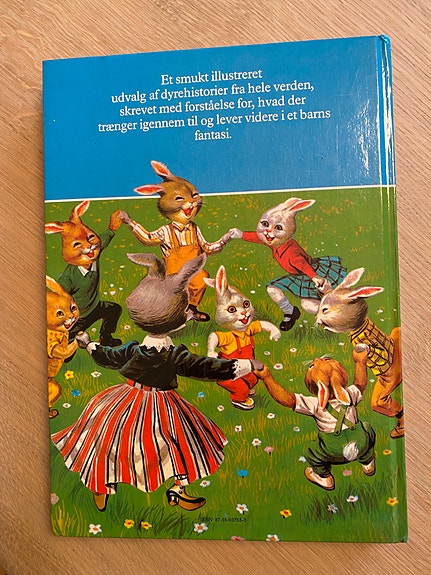 Et smukt illustreret
udvalg af dyrehistorier fra hele verden,
skrevet med forståelse for, hvad der
trænger igennem til og lever videre i et barns
fantasi.